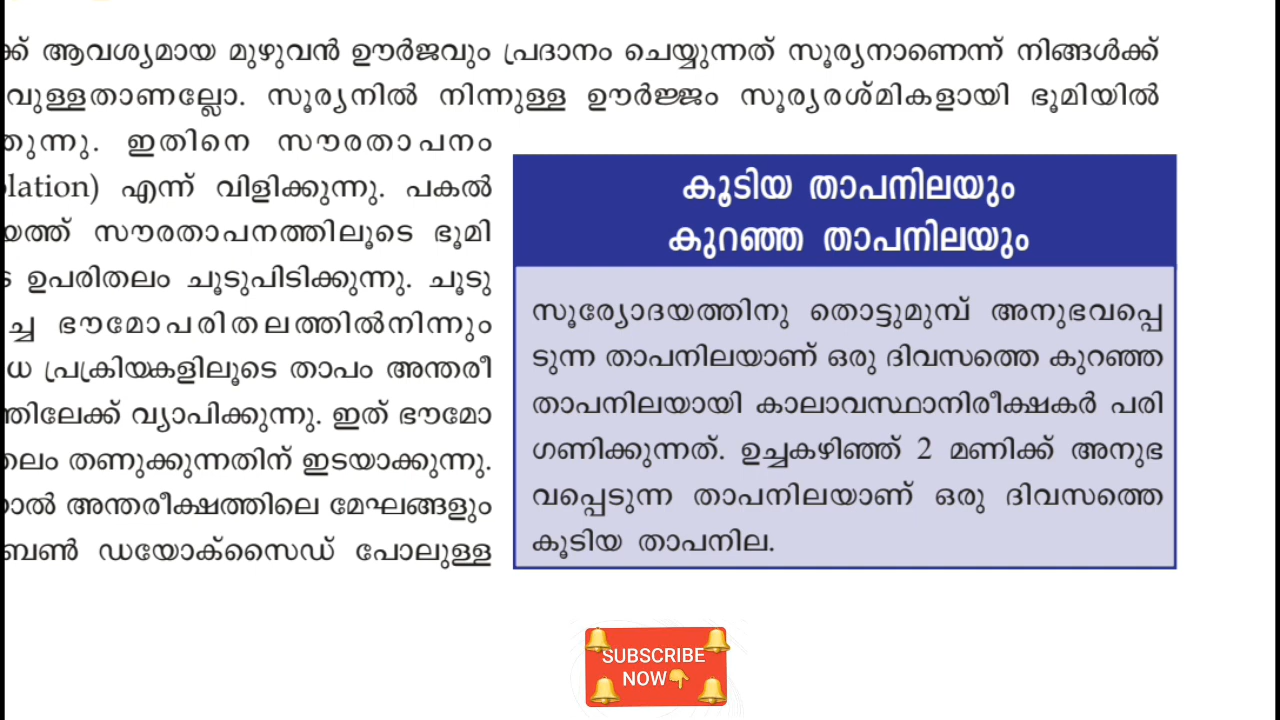 ക്ക് ആവശ്യമായ മുഴുവൻ ഊർജവും പ്രദാനം ചെയ്യുന്നത് സൂര്യനാണെന്ന് നിങ്ങൾക്ക്
വുള്ളതാണല്ലോ. സൂര്യനിൽ നിന്നുള്ള ഊർജ്ജം സൂര്യരശ്മികളായി ഭൂമിയിൽ
തുന്നു. ഇതിനെ സൗരതാപനം
lation) എന്ന് വിളിക്കുന്നു. പകൽ
യത്ത് സൗരതാപനത്തിലൂടെ ഭൂമി
ഉപരിതലം ചൂടുപിടിക്കുന്നു. ചൂടു
ച്ച ഭൗമോപരിതലത്തിൽനിന്നും
ധ പ്രക്രിയകളിലൂടെ താപം അന്തരീ
ത്തിലേക്ക് വ്യാപിക്കുന്നു. ഇത് ഭൗമോ
തലം തണുക്കുന്നതിന് ഇടയാക്കുന്നു.
ാൽ അന്തരീക്ഷത്തിലെ മേഘങ്ങളും
ബൺ ഡയോക്സൈഡ് പോലുള്ള
കൂടിയ താപനിലയും
കുറഞ്ഞ താപനിലയും
സൂര്യോദയത്തിനു തൊട്ടുമുമ്പ് അനുഭവപ്പെ
ടുന്ന താപനിലയാണ് ഒരു ദിവസത്തെ കുറഞ്ഞ
താപനിലയായി കാലാവസ്ഥാനിരീക്ഷകർ പരി
ഗണിക്കുന്നത്. ഉച്ചകഴിഞ്ഞ് 2 മണിക്ക് അനുഭ
വപ്പെടുന്ന താപനിലയാണ് ഒരു ദിവസത്തെ
കൂടിയ താപനില.
SUBSCRIBE
NOW